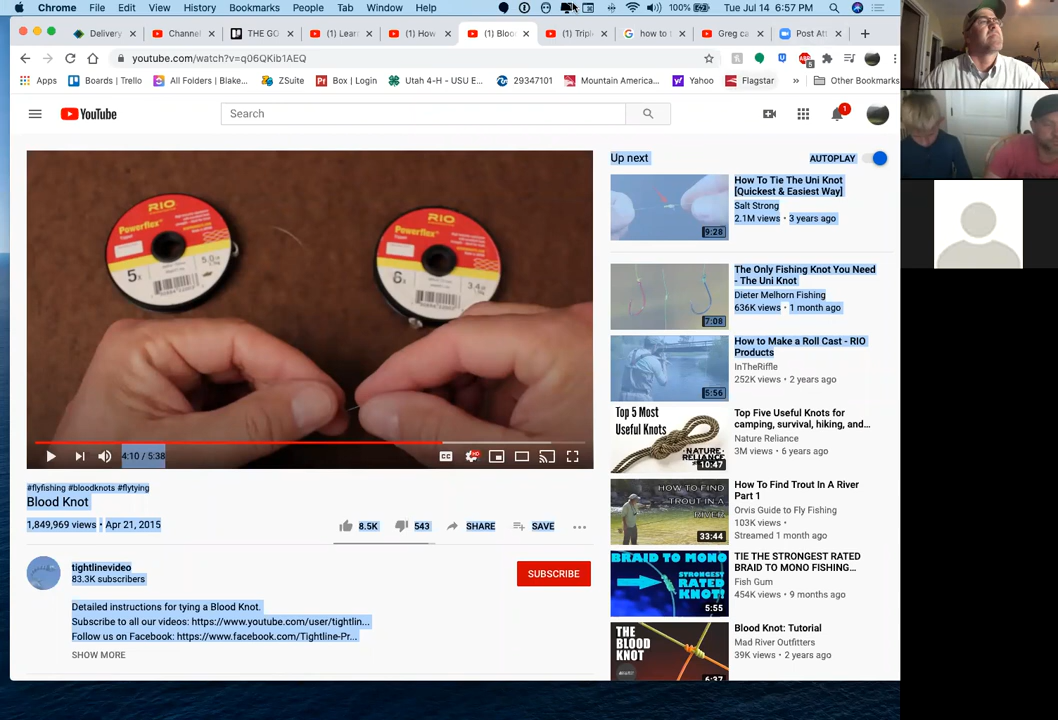 Chrome File Edit View History Bookmarks People Tab Window Help 100% Tue Jul 14 6:57 PM
Delivery Channel THE GO (1) Learn (1) How (1) Bloo (1) Triple how to t Greg ca Post Att
youtube.com/watch?v=q06QKib1AEQ
Apps Boards | Trello All Folders | Blake... ZSuite Box | Login Utah 4-H - USU E... 29347101 Mountain America... Yahoo Flagstar » Other Bookmarks
YouTube Search 1
Up next AUTOPLAY
RIO
Powerflex
5x
RIO
Powerflex
6x
4:10 / 5:38
HD
#flyfishing #bloodknots #flytying
Blood Knot
1,849,969 views • Apr 21, 2015 8.5K 543 SHARE SAVE
tightlinevideo
83.3K subscribers
SUBSCRIBE
Detailed instructions for tying a Blood Knot.
Subscribe to all our videos: https://www.youtube.com/user/tightlin...
Follow us on Facebook: https://www.facebook.com/Tightline-Pr...
SHOW MORE
9:28
How To Tie The Uni Knot
[Quickest & Easiest Way]
Salt Strong
2.1M views • 3 years ago
7:08
The Only Fishing Knot You Need
- The Uni Knot
Dieter Melhorn Fishing
636K views • 1 month ago
5:56
How to Make a Roll Cast - RIO
Products
InTheRiffle
252K views • 2 years ago
Top 5 Most
Useful Knots
NATURE
RELIANCE
10:47
Top Five Useful Knots for
camping, survival, hiking, and...
Nature Reliance
3M views • 6 years ago
HOW TO FIND
TROUT IN A
RIVER
33:44
How To Find Trout In A River
Part 1
Orvis Guide to Fly Fishing
103K views •
Streamed 1 month ago
BRAID TO MONO
STRONGEST
RATED
KNOT!
5:55
TIE THE STRONGEST RATED
BRAID TO MONO FISHING...
Fish Gum
454K views • 9 months ago
THE
BLOOD
KNOT
6:37
Blood Knot: Tutorial
Mad River Outfitters
39K views • 2 years ago